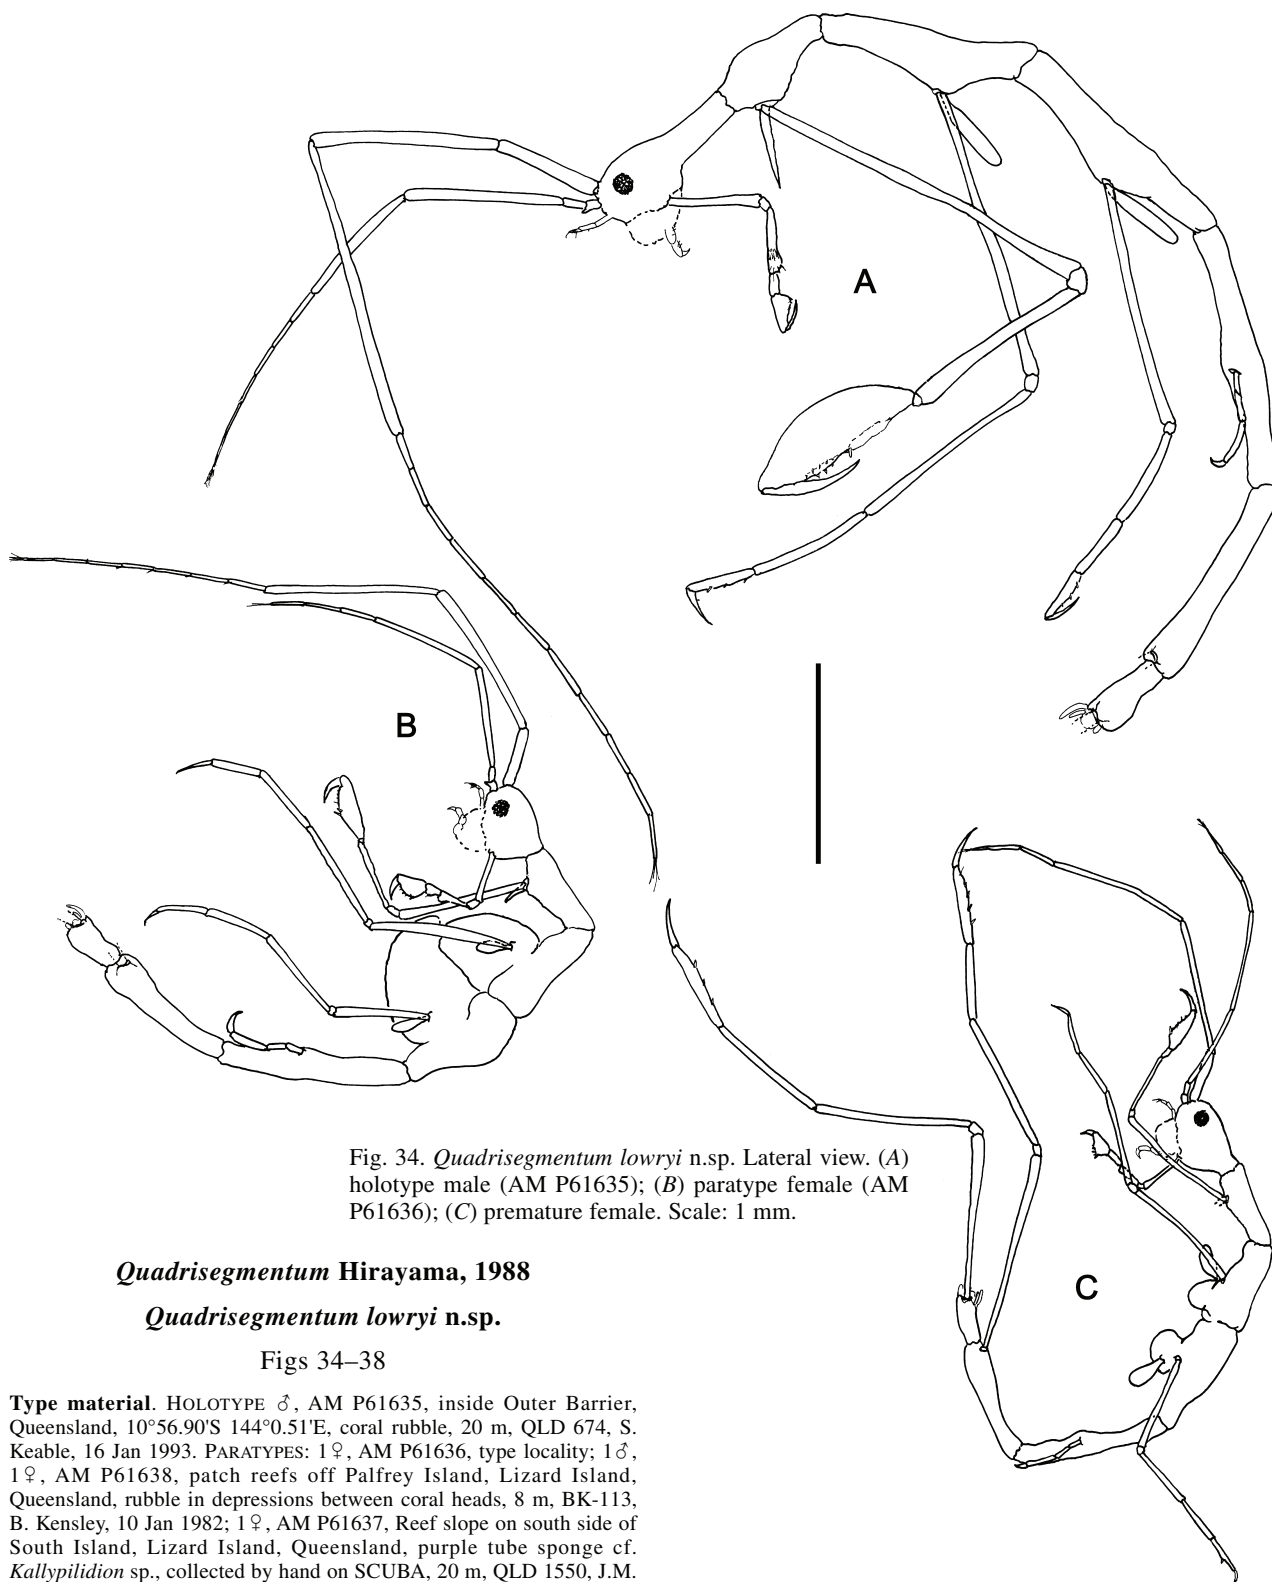 A
B
C
Fig. 34. Quadrisegmentum lowryi n.sp. Lateral view. (A)
holotype male (AM P61635); (B) paratype female (AM
P61636); (C) premature female. Scale: 1 mm.
Quadrisegmentum Hirayama, 1988
Quadrisegmentum lowryi n.sp.
Figs 34–38
Type material. HOLOTYPE ♂, AM P61635, inside Outer Barrier,
Queensland, 10°56.90'S 144°0.51'E, coral rubble, 20 m, QLD 674, S.
Keable, 16 Jan 1993. PARATYPES: 1♀, AM P61636, type locality; 1♂,
1♀, AM P61638, patch reefs off Palfrey Island, Lizard Island,
Queensland, rubble in depressions between coral heads, 8 m, BK-113,
B. Kensley, 10 Jan 1982; 1♀, AM P61637, Reef slope on south side of
South Island, Lizard Island, Queensland, purple tube sponge cf.
Kallypilidion sp., collected by hand on SCUBA, 20 m, QLD 1550, J.M.